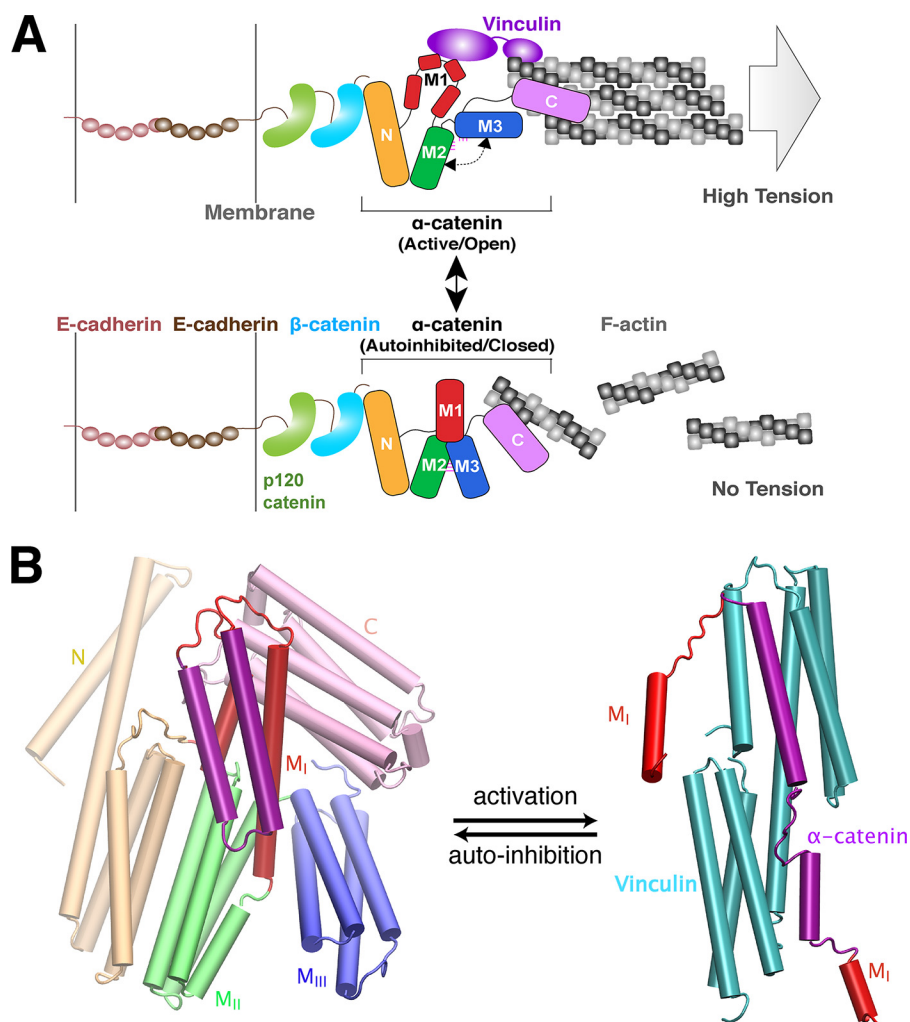 A
Vinculin
M1
C
N
M2
M3
High Tension
Membrane
α-catenin
(Active/Open)
E-cadherin E-cadherin β-catenin α-catenin F-actin
(Autoinhibited/Closed)
M1
N
C
M2 M3
p120
catenin
No Tension
B
N
C
MI
MII
MIII
activation
auto-inhibition
MI
α-catenin
Vinculin
MI